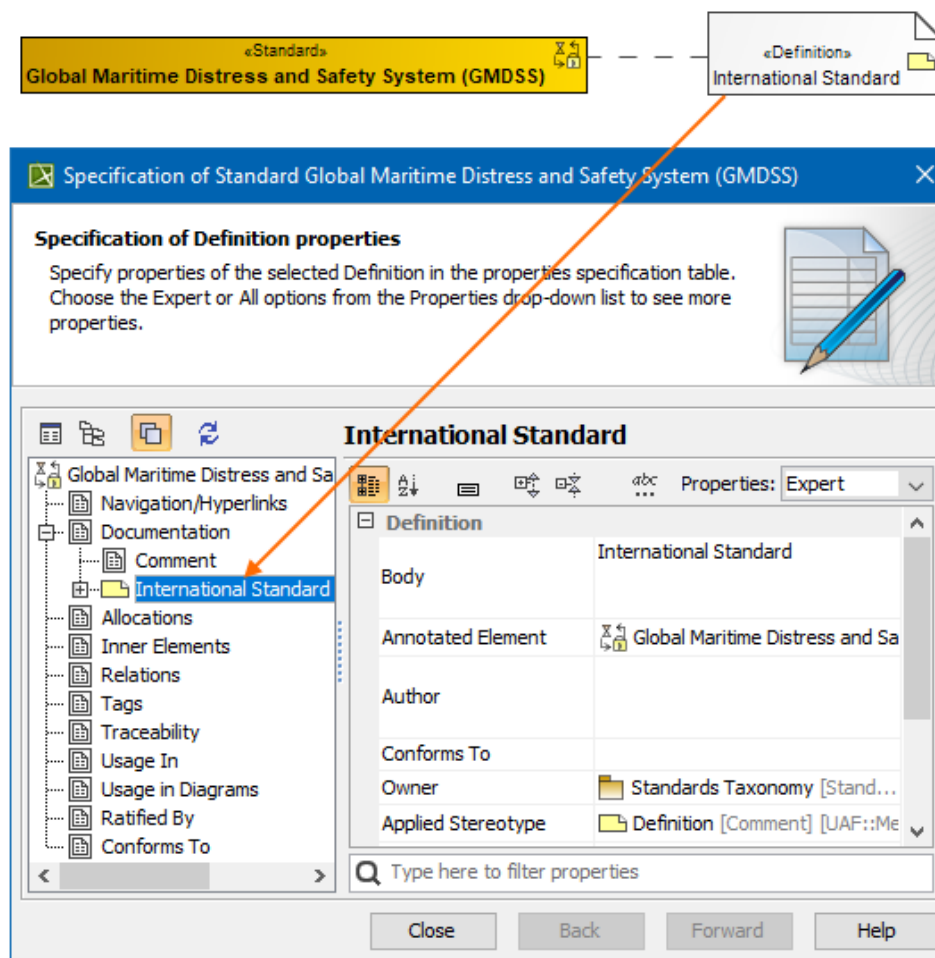 «Standard»
Global Maritime Distress and Safety System (GMDSS)
«Definition»
International Standard
Specification of Standard Global Maritime Distress and Safety System (GMDSS)
Specification of Definition properties
Specify properties of the selected Definition in the properties specification table.
Choose the Expert or All options from the Properties drop-down list to see more
properties.
International Standard
Global Maritime Distress and Sa
Navigation/Hyperlinks
Documentation
Comment
International Standard
Allocations
Inner Elements
Relations
Tags
Traceability
Usage In
Usage in Diagrams
Ratified By
Conforms To
abc
Properties: Expert
Definition
Body
International Standard
Annotated Element
Global Maritime Distress and Sa
Author
Conforms To
Owner
Standards Taxonomy [Stand...
Applied Stereotype
Definition [Comment] [UAF::Me
Type here to filter properties
Close
Back
Forward
Help